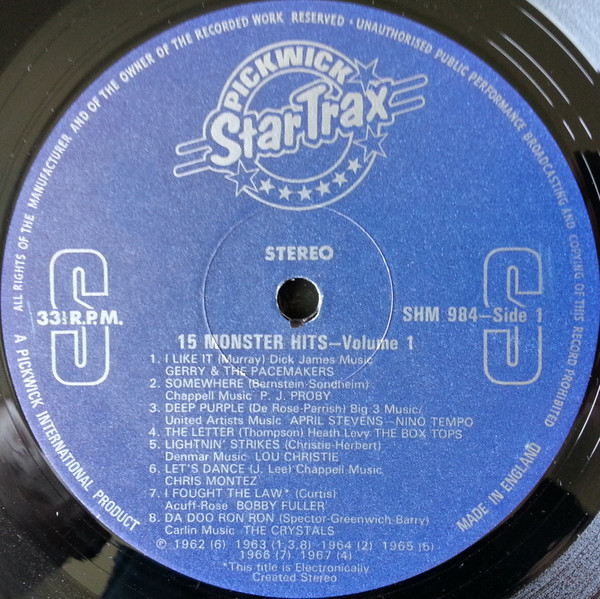 ALL RIGHTS OF THE MANUFACTURER AND OF THE OWNER OF THE RECORDED WORK RESERVED · UNAUTHORISED PUBLIC PERFORMANCE BROADCASTING AND COPYING OF THIS RECORD PROHIBITED
PICKWICK
StarTrax
STEREO
S
S
33⅓R.P.M.
SHM 984–Side 1
15 MONSTER HITS–Volume 1
1. I LIKE IT (Murray) Dick James Music
GERRY & THE PACEMAKERS
2. SOMEWHERE (Bernstein-Sondheim)
Chappell Music P. J. PROBY
3. DEEP PURPLE (De Rose-Parrish) Big 3 Music/
United Artists Music APRIL STEVENS–NINO TEMPO
4. THE LETTER (Thompson) Heath Levy THE BOX TOPS
5. LIGHTNIN' STRIKES (Christie-Herbert)
Denmar Music LOU CHRISTIE
6. LET'S DANCE (J. Lee) Chappell Music
CHRIS MONTEZ
7. I FOUGHT THE LAW* (Curtis)
Acuff-Rose BOBBY FULLER
8. DA DOO RON RON (Spector-Greenwich-Barry)
Carlin Music THE CRYSTALS
℗ 1962 (6) 1963 (1,3,8) 1964 (2) 1965 (5)
1966 (7) 1967 (4)
*This title is Electronically
Created Stereo
A PICKWICK INTERNATIONAL PRODUCT
MADE IN ENGLAND